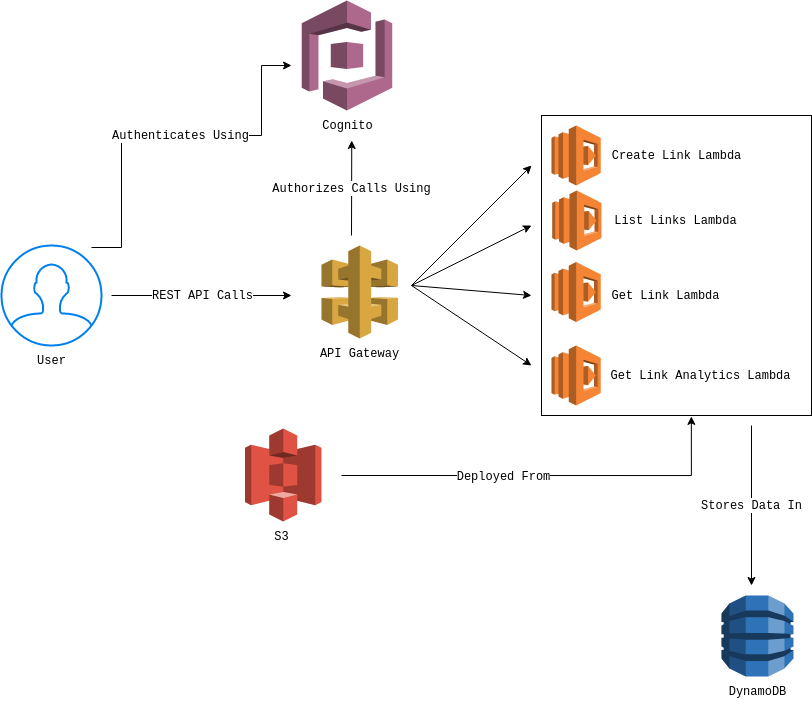 Cognito
Authenticates Using
Authorizes Calls Using
Create Link Lambda
List Links Lambda
REST API Calls
Get Link Lambda
User
API Gateway
Get Link Analytics Lambda
Deployed From
Stores Data In
S3
DynamoDB